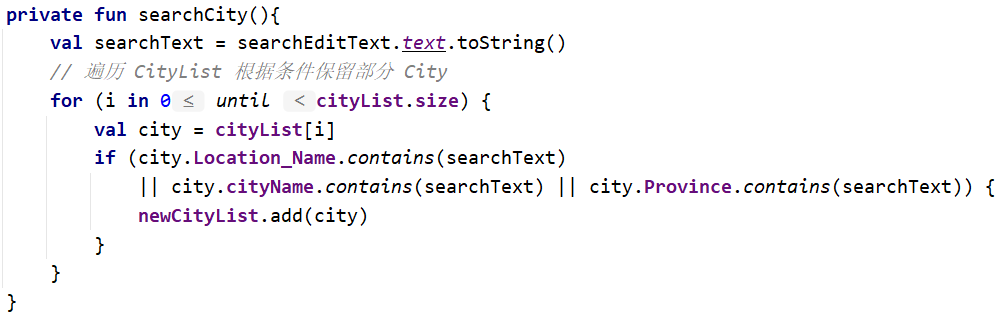 private fun searchCity(){
    val searchText = searchEditText.text.toString()
    // 遍历 CityList 根据条件保留部分 City
    for (i in 0 ≤ until < cityList.size) {
        val city = cityList[i]
        if (city.Location_Name.contains(searchText)
            || city.cityName.contains(searchText) || city.Province.contains(searchText)) {
            newCityList.add(city)
        }
    }
}